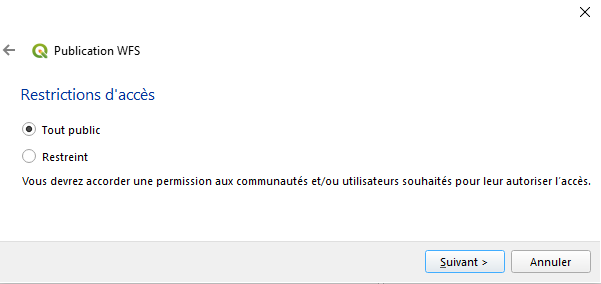 Publication WFS
Restrictions d'accès
Tout public
Restreint
Vous devrez accorder une permission aux communautés et/ou utilisateurs souhaités pour leur autoriser l'accès.
Suivant >
Annuler